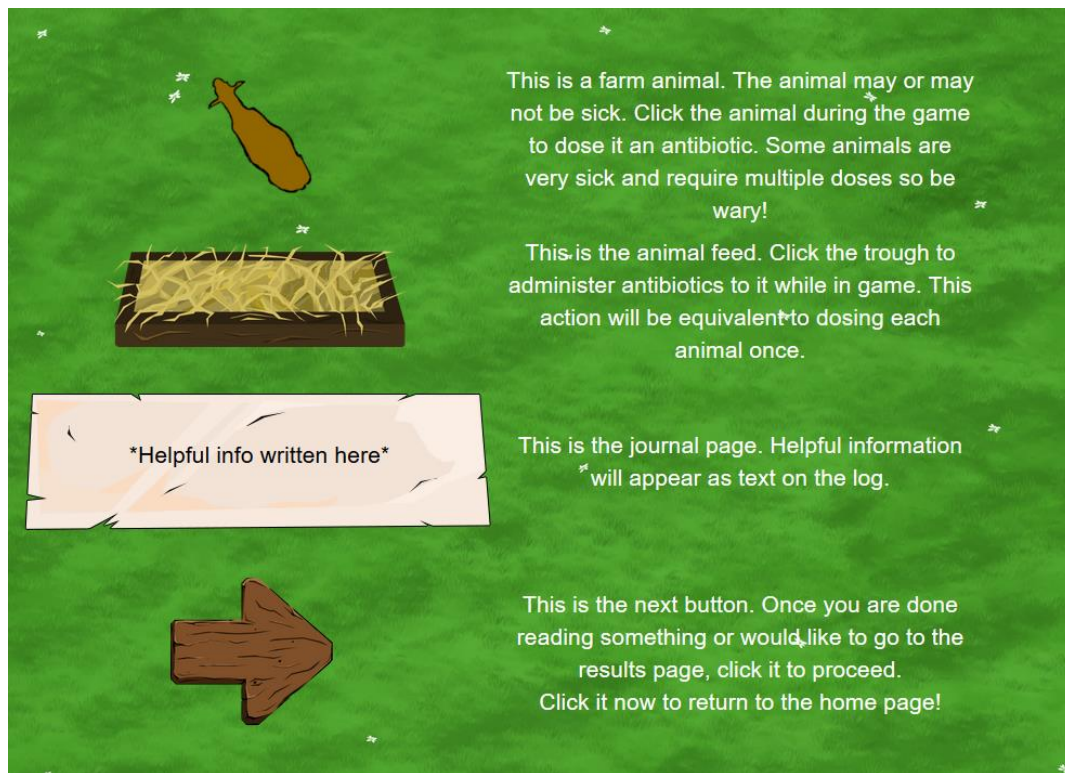 This is a farm animal. The animal may or may
not be sick. Click the animal during the game
to dose it an antibiotic. Some animals are
very sick and require multiple doses so be
wary!
This is the animal feed. Click the trough to
administer antibiotics to it while in game. This
action will be equivalent to dosing each
animal once.
*Helpful info written here*
This is the journal page. Helpful information
will appear as text on the log.
This is the next button. Once you are done
reading something or would like to go to the
results page, click it to proceed.
Click it now to return to the home page!